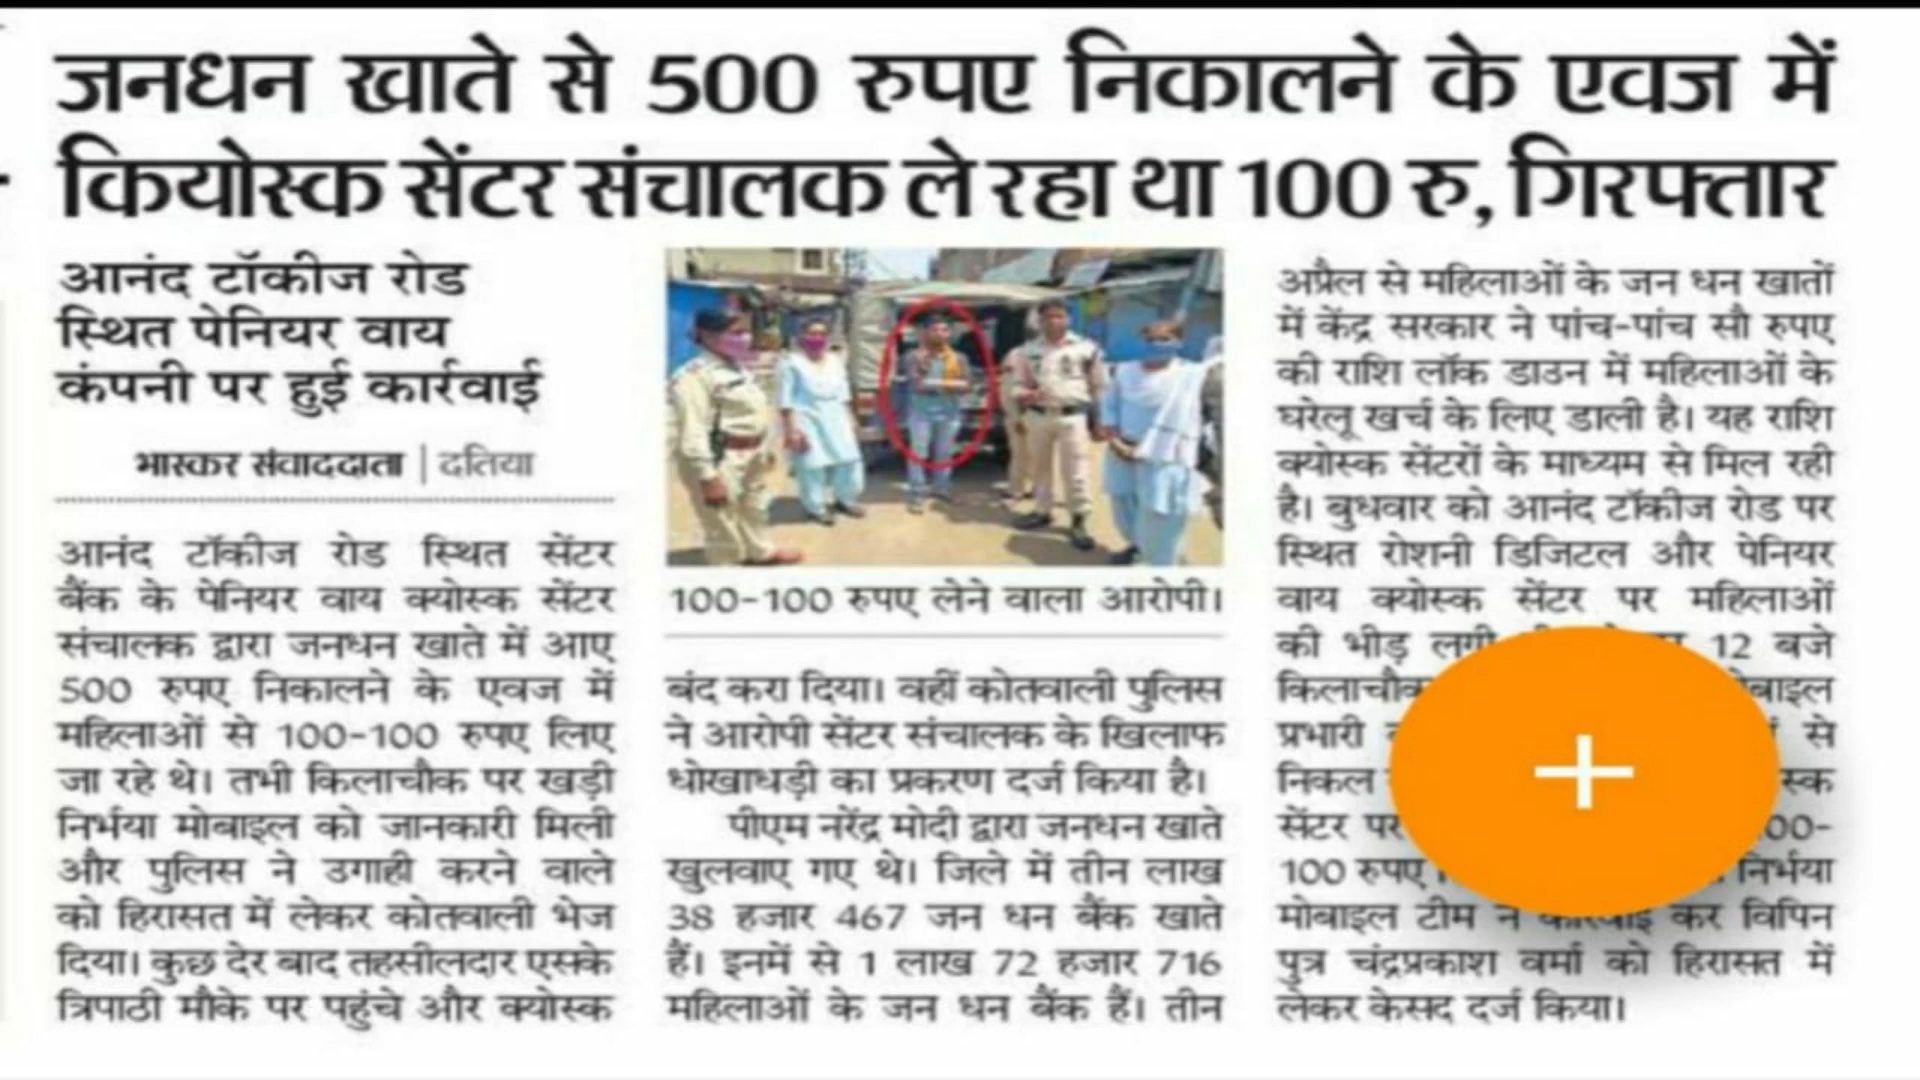 जनधन खाते से 500 रुपए निकालने के एवज में
कियोस्क सेंटर संचालक ले रहा था 100 रु, गिरफ्तार
आनंद टॉकीज रोड
स्थित पेनियर वाय
कंपनी पर हुई कार्रवाई
भास्कर संवाददाता | दतिया
आनंद टॉकीज रोड स्थित सेंटर
बैंक के पेनियर वाय क्योस्क सेंटर
संचालक द्वारा जनधन खाते में आए
500 रुपए निकालने के एवज में
महिलाओं से 100-100 रुपए लिए
जा रहे थे। तभी किलाचौक पर खड़ी
निर्भया मोबाइल को जानकारी मिली
और पुलिस ने उगाही करने वाले
को हिरासत में लेकर कोतवाली भेज
दिया। कुछ देर बाद तहसीलदार एसके
त्रिपाठी मौके पर पहुंचे और क्योस्क
100-100 रुपए लेने वाला आरोपी।
बंद करा दिया। वहीं कोतवाली पुलिस
ने आरोपी सेंटर संचालक के खिलाफ
धोखाधड़ी का प्रकरण दर्ज किया है।
पीएम नरेंद्र मोदी द्वारा जनधन खाते
खुलवाए गए थे। जिले में तीन लाख
38 हजार 467 जन धन बैंक खाते
हैं। इनमें से 1 लाख 72 हजार 716
महिलाओं के जन धन बैंक हैं। तीन
अप्रैल से महिलाओं के जन धन खातों
में केंद्र सरकार ने पांच-पांच सौ रुपए
की राशि लॉक डाउन में महिलाओं के
घरेलू खर्च के लिए डाली है। यह राशि
क्योस्क सेंटरों के माध्यम से मिल रही
है। बुधवार को आनंद टॉकीज रोड पर
स्थित रोशनी डिजिटल और पेनियर
वाय क्योस्क सेंटर पर महिलाओं
की भीड़ लगी 12 बजे
किलाचौक
प्रभारी से
निकल
सेंटर पर
100 रुपए निर्भया
मोबाइल टीम ने कार्रवाई कर विपिन
पुत्र चंद्रप्रकाश वर्मा को हिरासत में
लेकर केसद दर्ज किया।